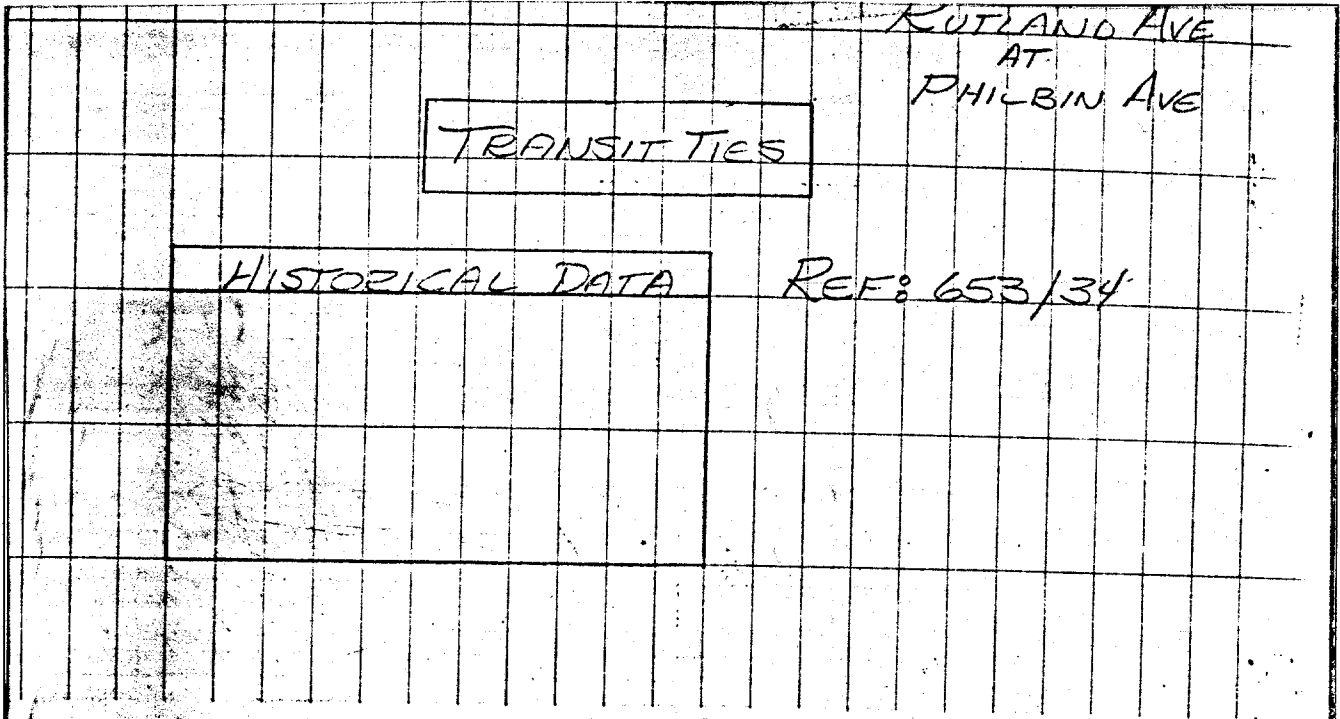 RUTLAND AVE
AT
PHILBIN AVE
TRANSIT TIES
HISTORICAL DATA
REF: 653/34